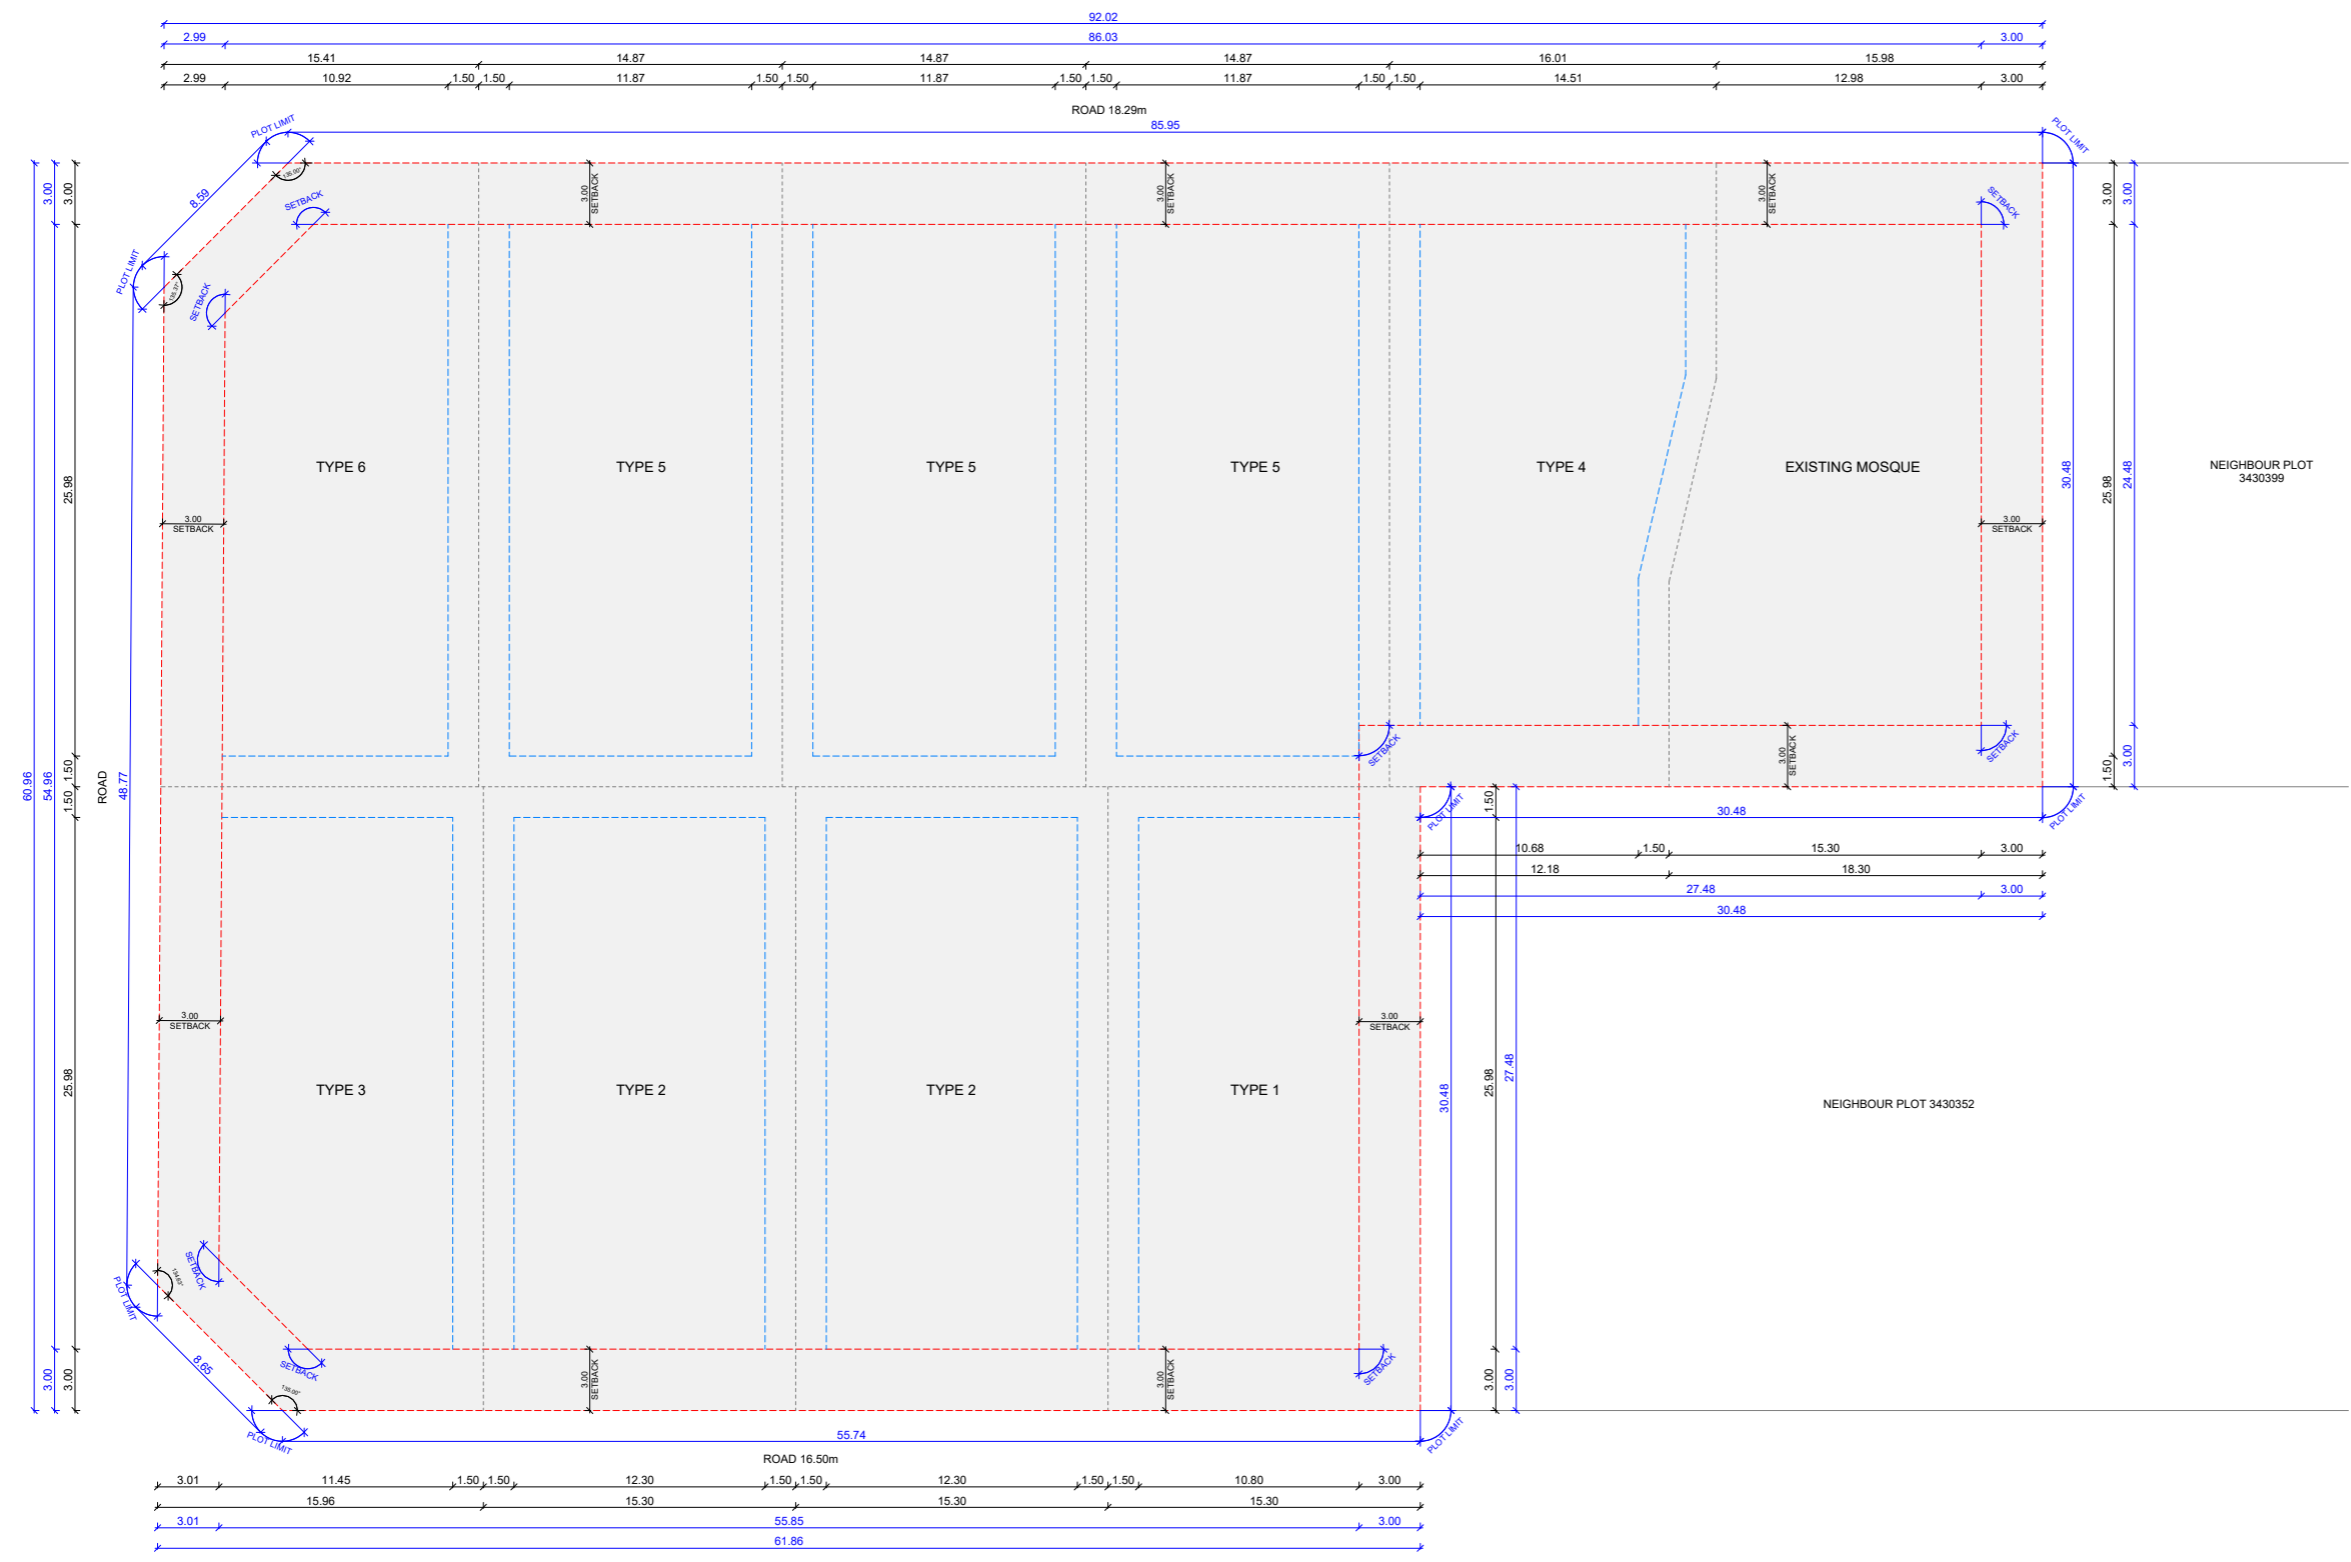 92.02
2.99 86.03 3.00
15.41 14.87 14.87 14.87 16.01 15.98
2.99 10.92 1.50 1.50 11.87 1.50 1.50 11.87 1.50 1.50 11.87 1.50 1.50 14.51 12.98 3.00
ROAD 18.29m
85.95
PLOT LIMIT
PLOT LIMIT
8.59
135.00°
SETBACK
PLOT LIMIT
135.37°
SETBACK
3.00
SETBACK
3.00
SETBACK
3.00
SETBACK
SETBACK
3.00
3.00
3.00
3.00
TYPE 6
TYPE 5
TYPE 5
TYPE 5
TYPE 4
EXISTING MOSQUE
NEIGHBOUR PLOT
3430399
25.98
3.00
SETBACK
3.00
SETBACK
30.48
25.98
24.48
60.96
54.96
1.50
1.50
ROAD
48.77
SETBACK
3.00
SETBACK
SETBACK
1.50
3.00
PLOT LIMIT
1.50
30.48
PLOT LIMIT
10.68 1.50 15.30 3.00
12.18 18.30
27.48 3.00
30.48
3.00
SETBACK
3.00
SETBACK
25.98
TYPE 3
TYPE 2
TYPE 2
TYPE 1
30.48
25.98
27.48
NEIGHBOUR PLOT 3430352
SETBACK
134.63°
PLOT LIMIT
8.65
3.00
3.00
SETBACK
135.00°
3.00
SETBACK
3.00
SETBACK
SETBACK
3.00
3.00
PLOT LIMIT
55.74
PLOT LIMIT
ROAD 16.50m
3.01 11.45 1.50 1.50 12.30 1.50 1.50 12.30 1.50 1.50 10.80 3.00
15.96 15.30 15.30 15.30
3.01 55.85 3.00
61.86